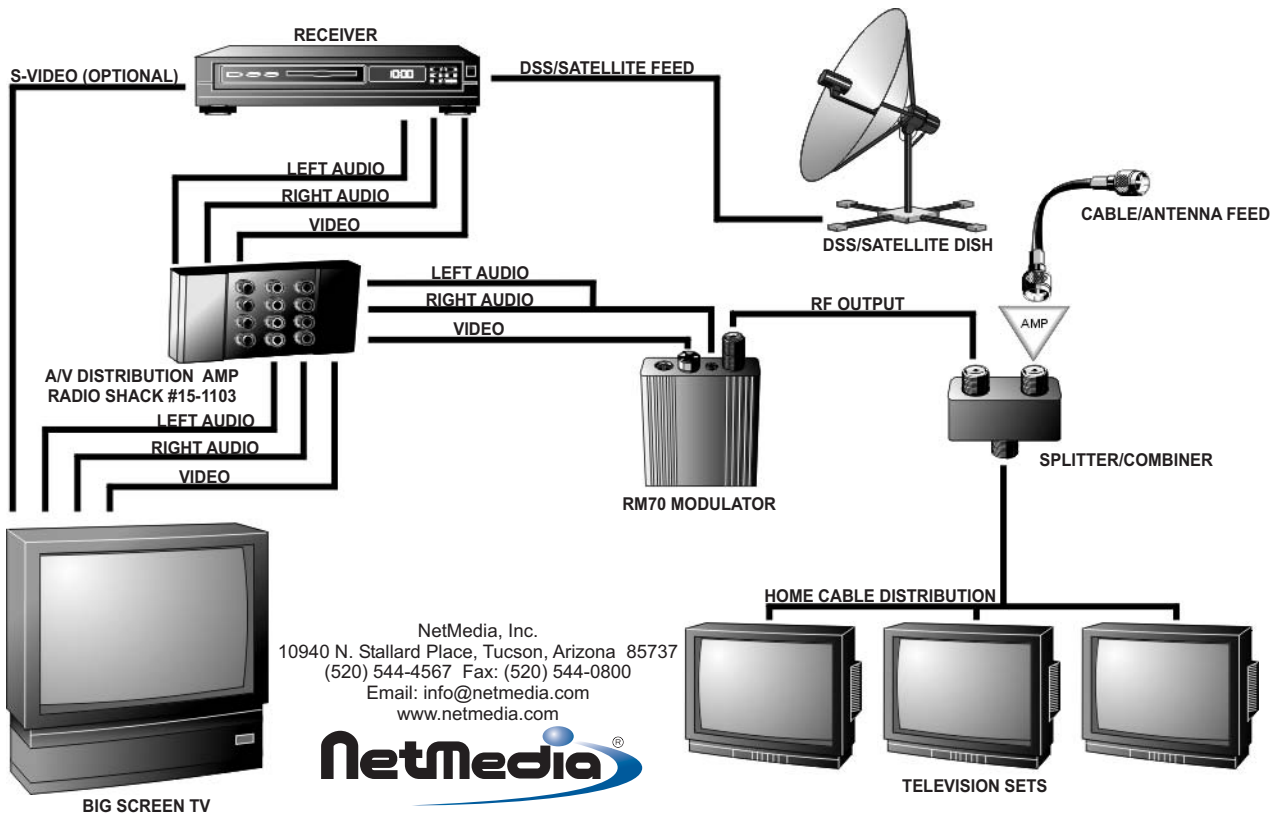 RECEIVER
S-VIDEO (OPTIONAL)
DSS/SATELLITE FEED
10:00
LEFT AUDIO
RIGHT AUDIO
VIDEO
CABLE/ANTENNA FEED
DSS/SATELLITE DISH
LEFT AUDIO
RIGHT AUDIO
VIDEO
RF OUTPUT
AMP
A/V DISTRIBUTION AMP
RADIO SHACK #15-1103
LEFT AUDIO
RIGHT AUDIO
VIDEO
SPLITTER/COMBINER
RM70 MODULATOR
HOME CABLE DISTRIBUTION
NetMedia, Inc.
10940 N. Stallard Place, Tucson, Arizona 85737
(520) 544-4567 Fax: (520) 544-0800
Email: info@netmedia.com
www.netmedia.com
NetMedia®
TELEVISION SETS
BIG SCREEN TV